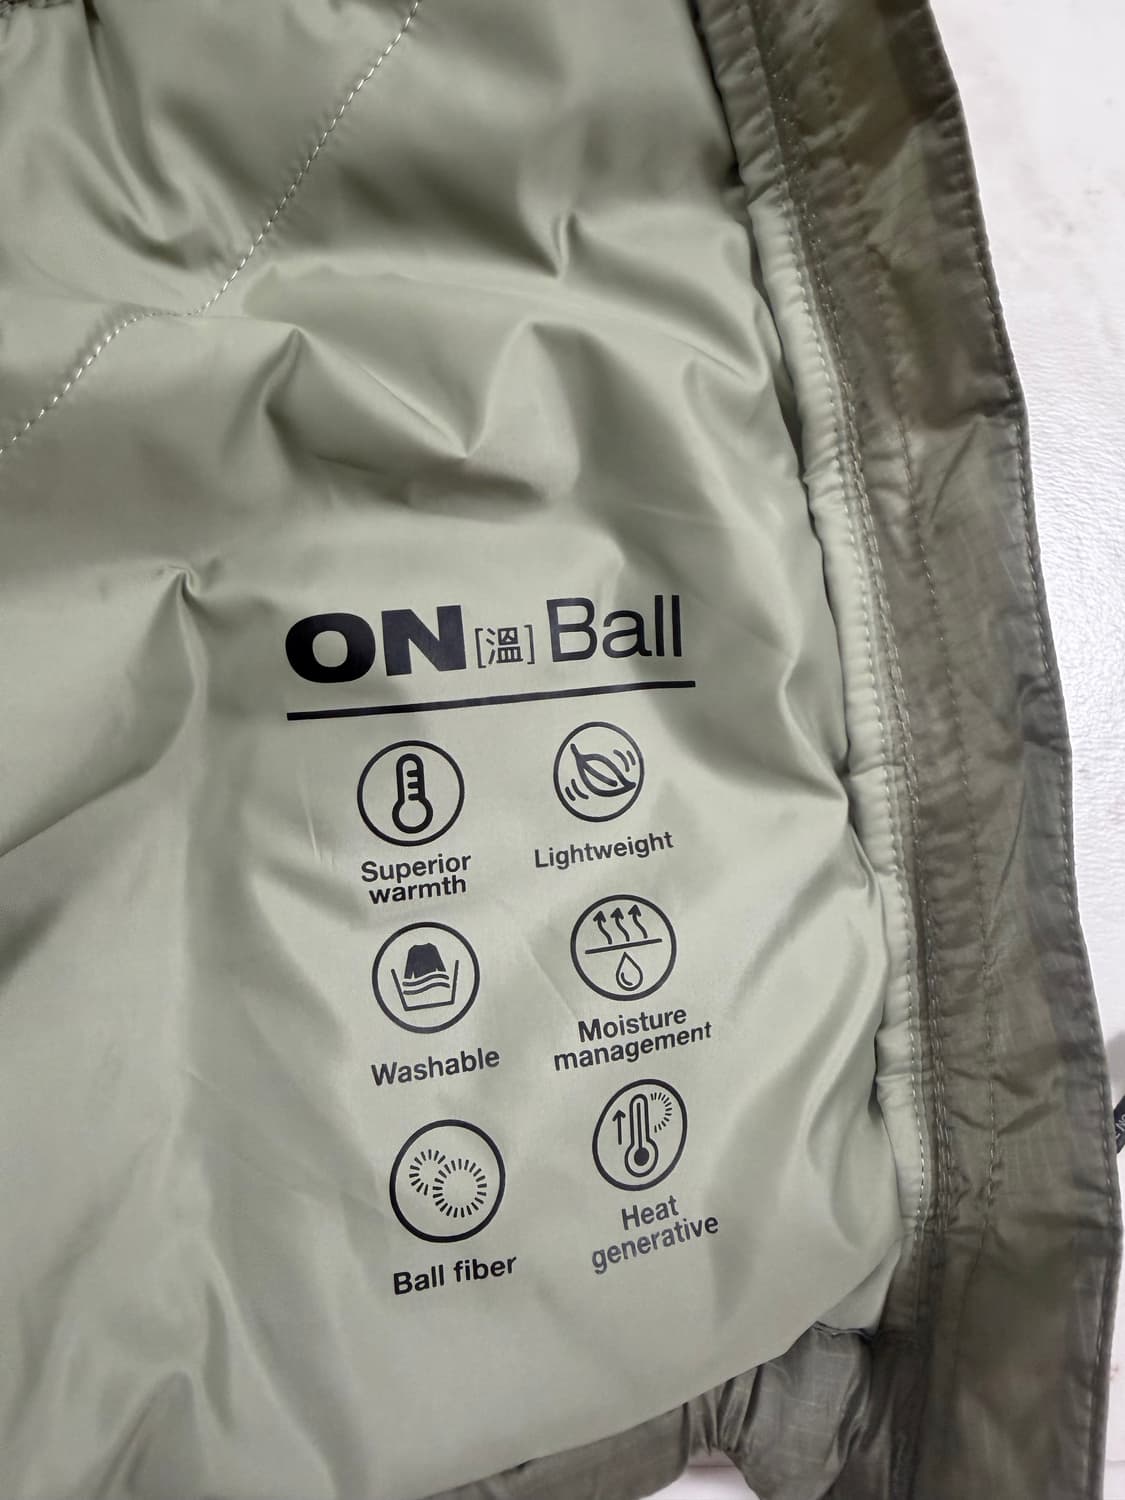 ON [溫] Ball
Superior
warmth
Lightweight
Washable
Moisture
management
Ball fiber
Heat
generative